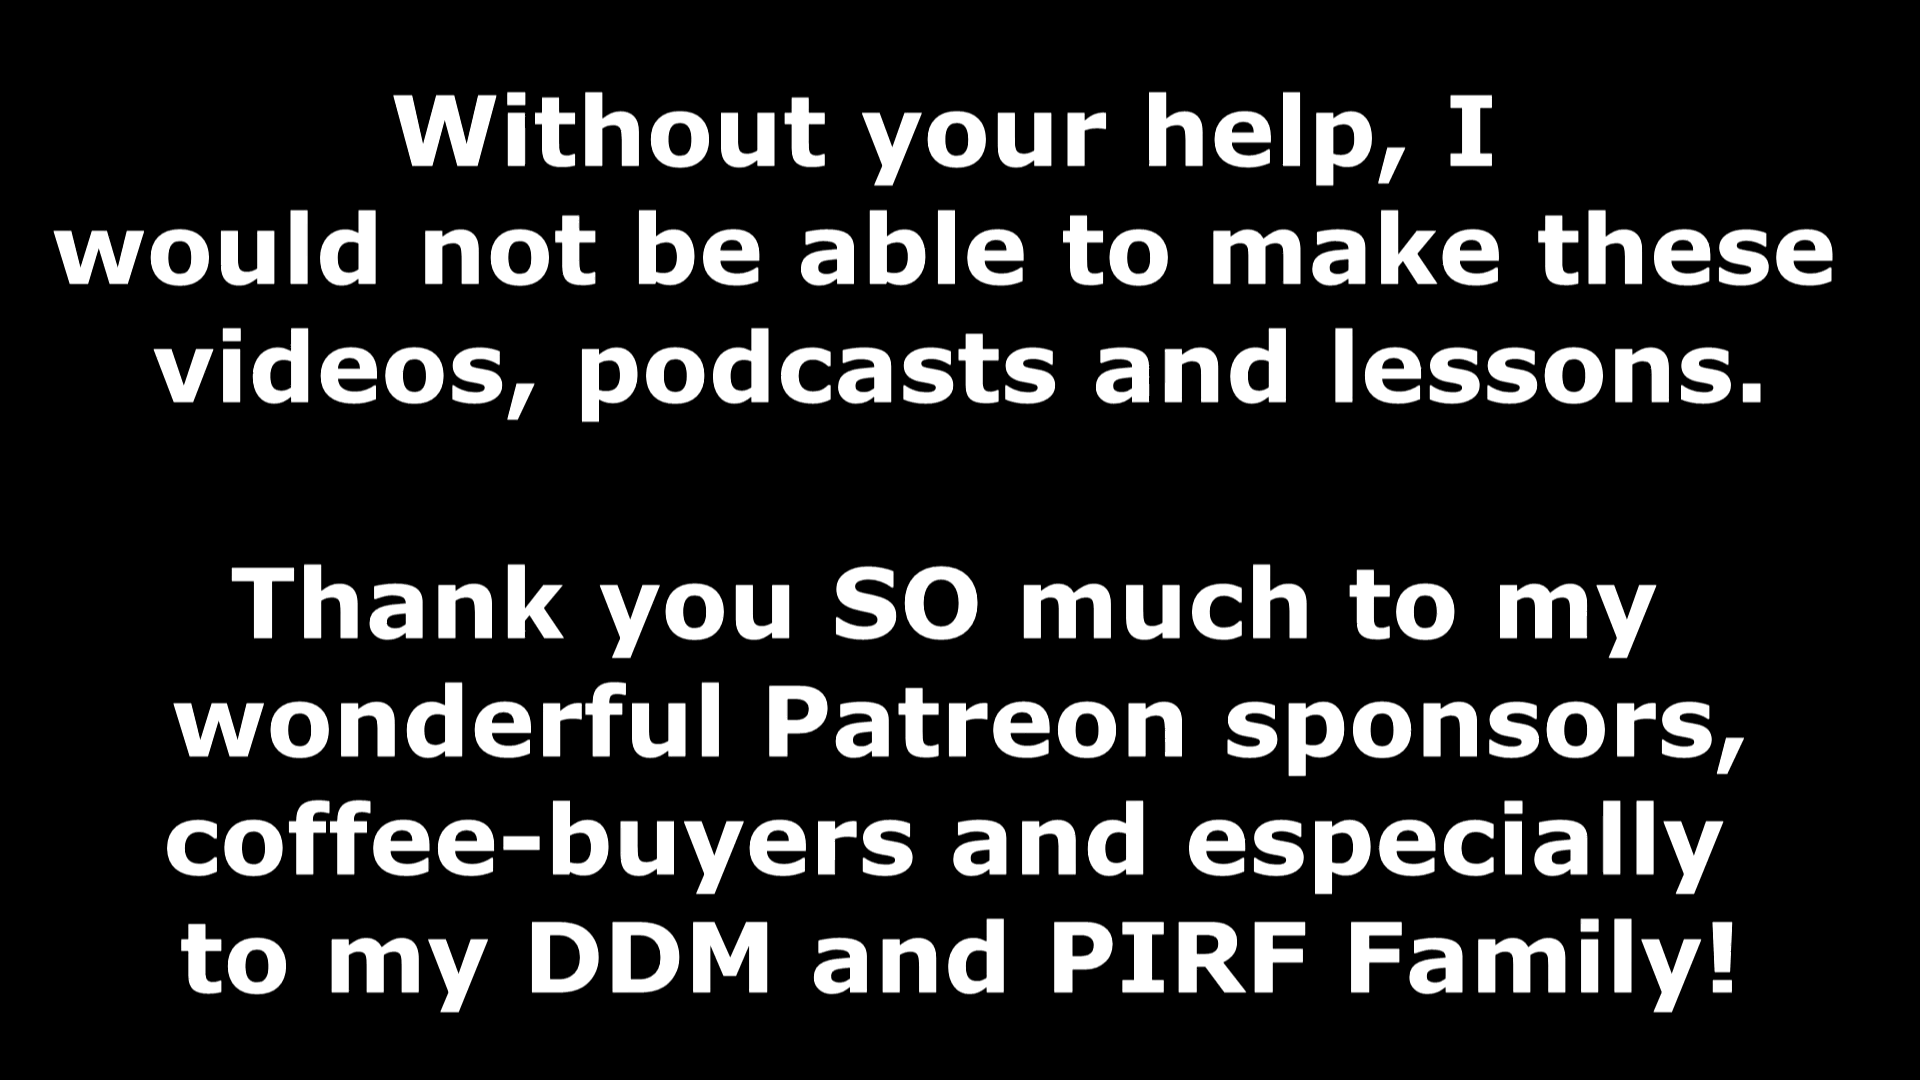 Without your help, I
would not be able to make these
videos, podcasts and lessons.
Thank you SO much to my
wonderful Patreon sponsors,
coffee-buyers and especially
to my DDM and PIRF Family!